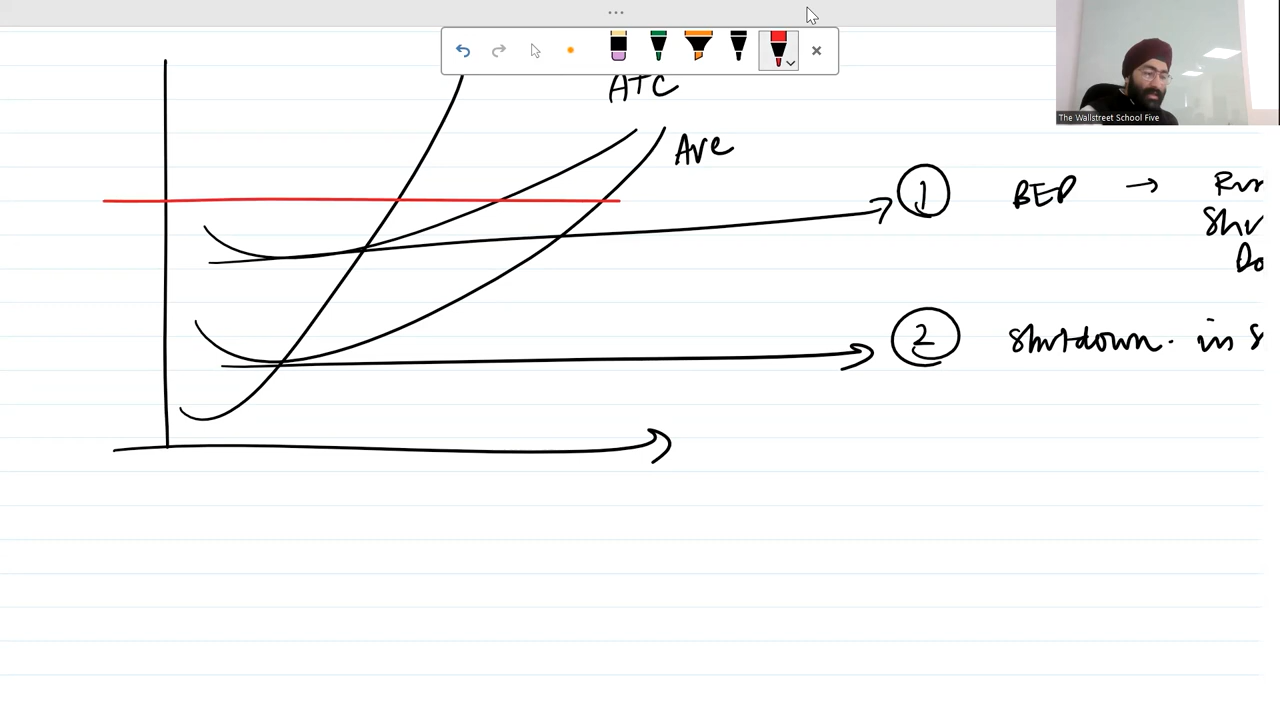 ATC
AVC
The Wallstreet School Five
① BEP →
② Shutdown. in S